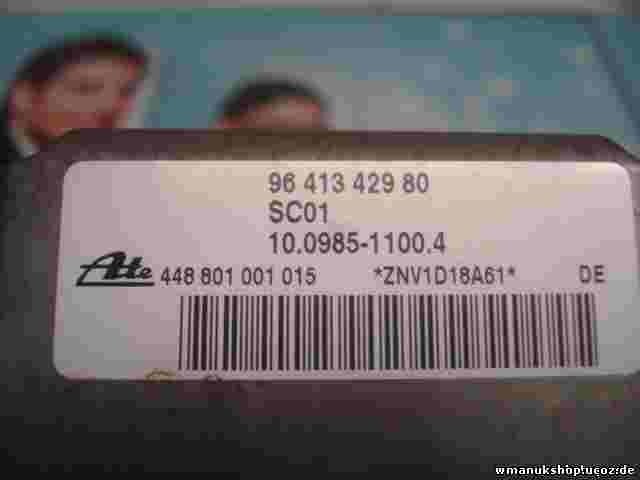 96 413 429 80
SC01
10.0985-1100.4
Ate 448 801 001 015 *ZNV1D18A61* DE
wmanukshop.ucoz.de